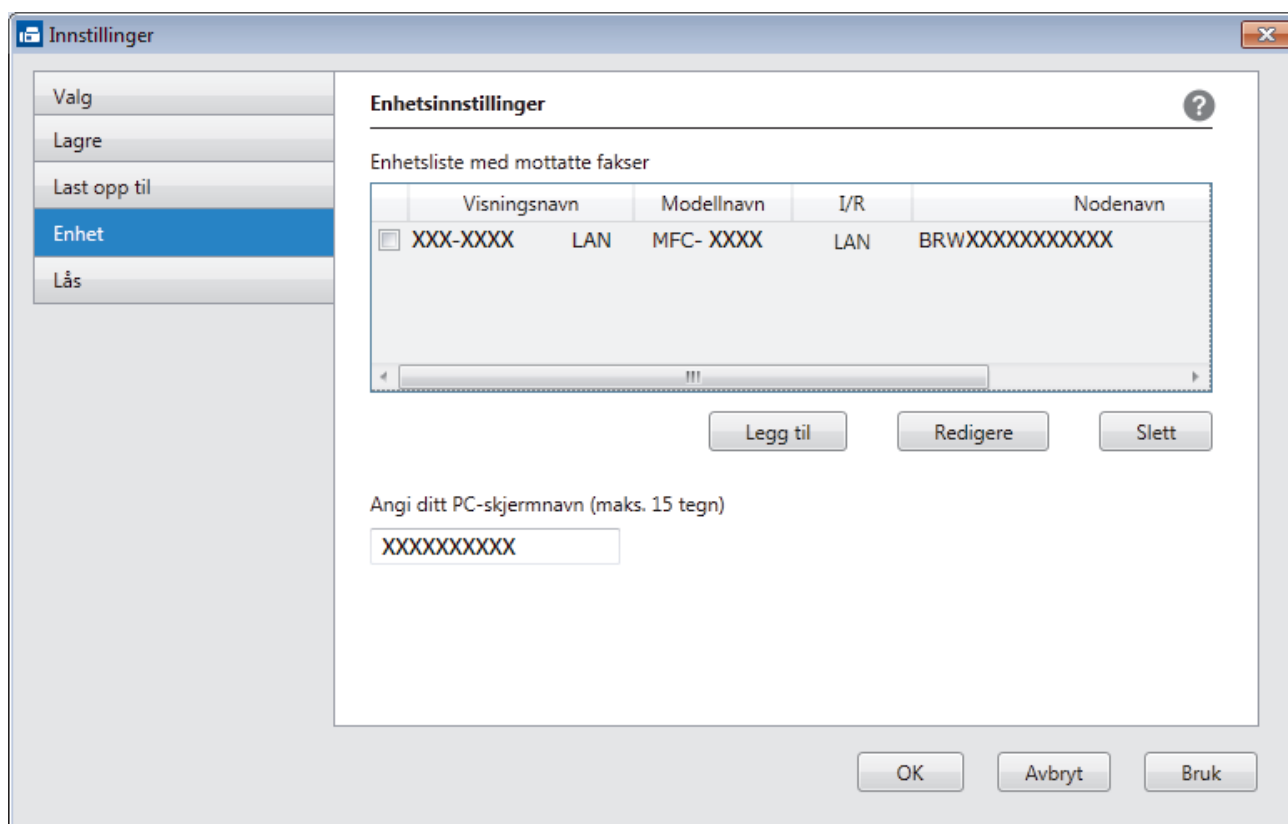 Innstillinger
Valg
Lagre
Last opp til
Enhet
Lås
Enhetsinnstillinger
?
Enhetsliste med mottatte fakser
Visningsnavn Modellnavn I/R Nodenavn
XXX-XXXX LAN MFC- XXXX LAN BRWXXXXXXXXXXX
Legg til Redigere Slett
Angi ditt PC-skjermnavn (maks. 15 tegn)
XXXXXXXXXX
OK Avbryt Bruk